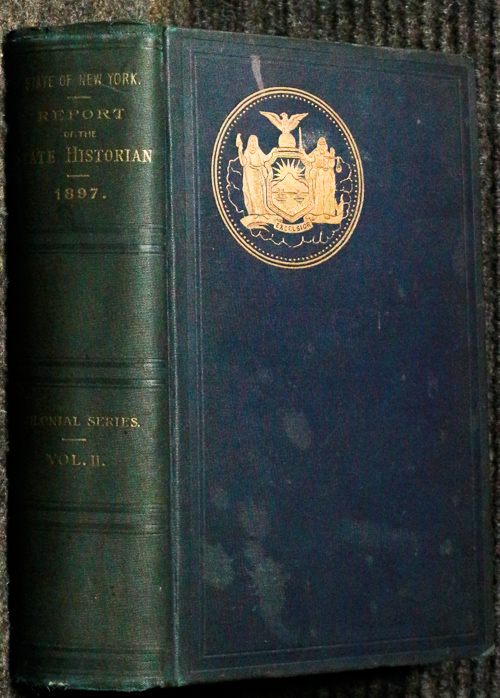 STATE OF NEW YORK.
REPORT
OF THE
STATE HISTORIAN
1897.
COLONIAL SERIES.
VOL. II.
EXCELSIOR